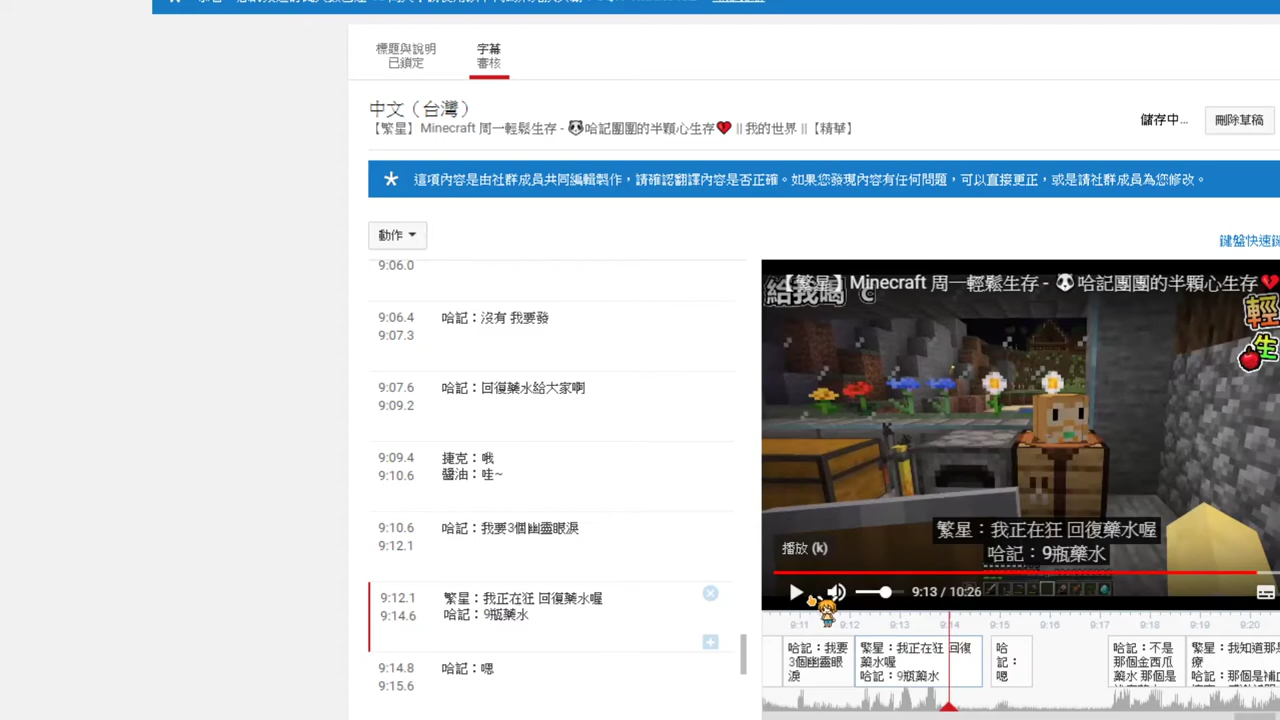 標題與說明
已鎖定
字幕
審核
中文（台灣）
【繁星】Minecraft 周一輕鬆生存 - 🐼哈記團團的半顆心生存💔 || 我的世界 ||【精華】
儲存中...
刪除草稿
* 這項內容是由社群成員共同編輯製作，請確認翻譯內容是否正確。如果您發現內容有任何問題，可以直接更正，或是請社群成員為您修改。
動作
鍵盤快速鍵
9:06.0
9:06.4
9:07.3
哈記：沒有 我要發
9:07.6
9:09.2
哈記：回復藥水給大家啊
9:09.4
9:10.6
捷克：哦
醬油：哇~
9:10.6
9:12.1
哈記：我要3個幽靈眼淚
9:12.1
9:14.6
繁星：我正在狂 回復藥水喔
哈記：9瓶藥水
9:14.8
9:15.6
哈記：嗯
【繁星】Minecraft 周一輕鬆生存 - 🐼哈記團團的半顆心生存💔
給我喝
輕
生
繁星：我正在狂 回復藥水喔
哈記：9瓶藥水
播放 (k)
9:13 / 10:26
9:11 9:12 9:13 9:14 9:15 9:16 9:17 9:18 9:19 9:20
哈記：我要
3個幽靈眼
淚
繁星：我正在狂 回復
藥水喔
哈記：9瓶藥水
哈
記：
嗯
哈記：不是
那個金西瓜
藥水 那個是
繁星：我知道那是
療
哈記：那個是補血